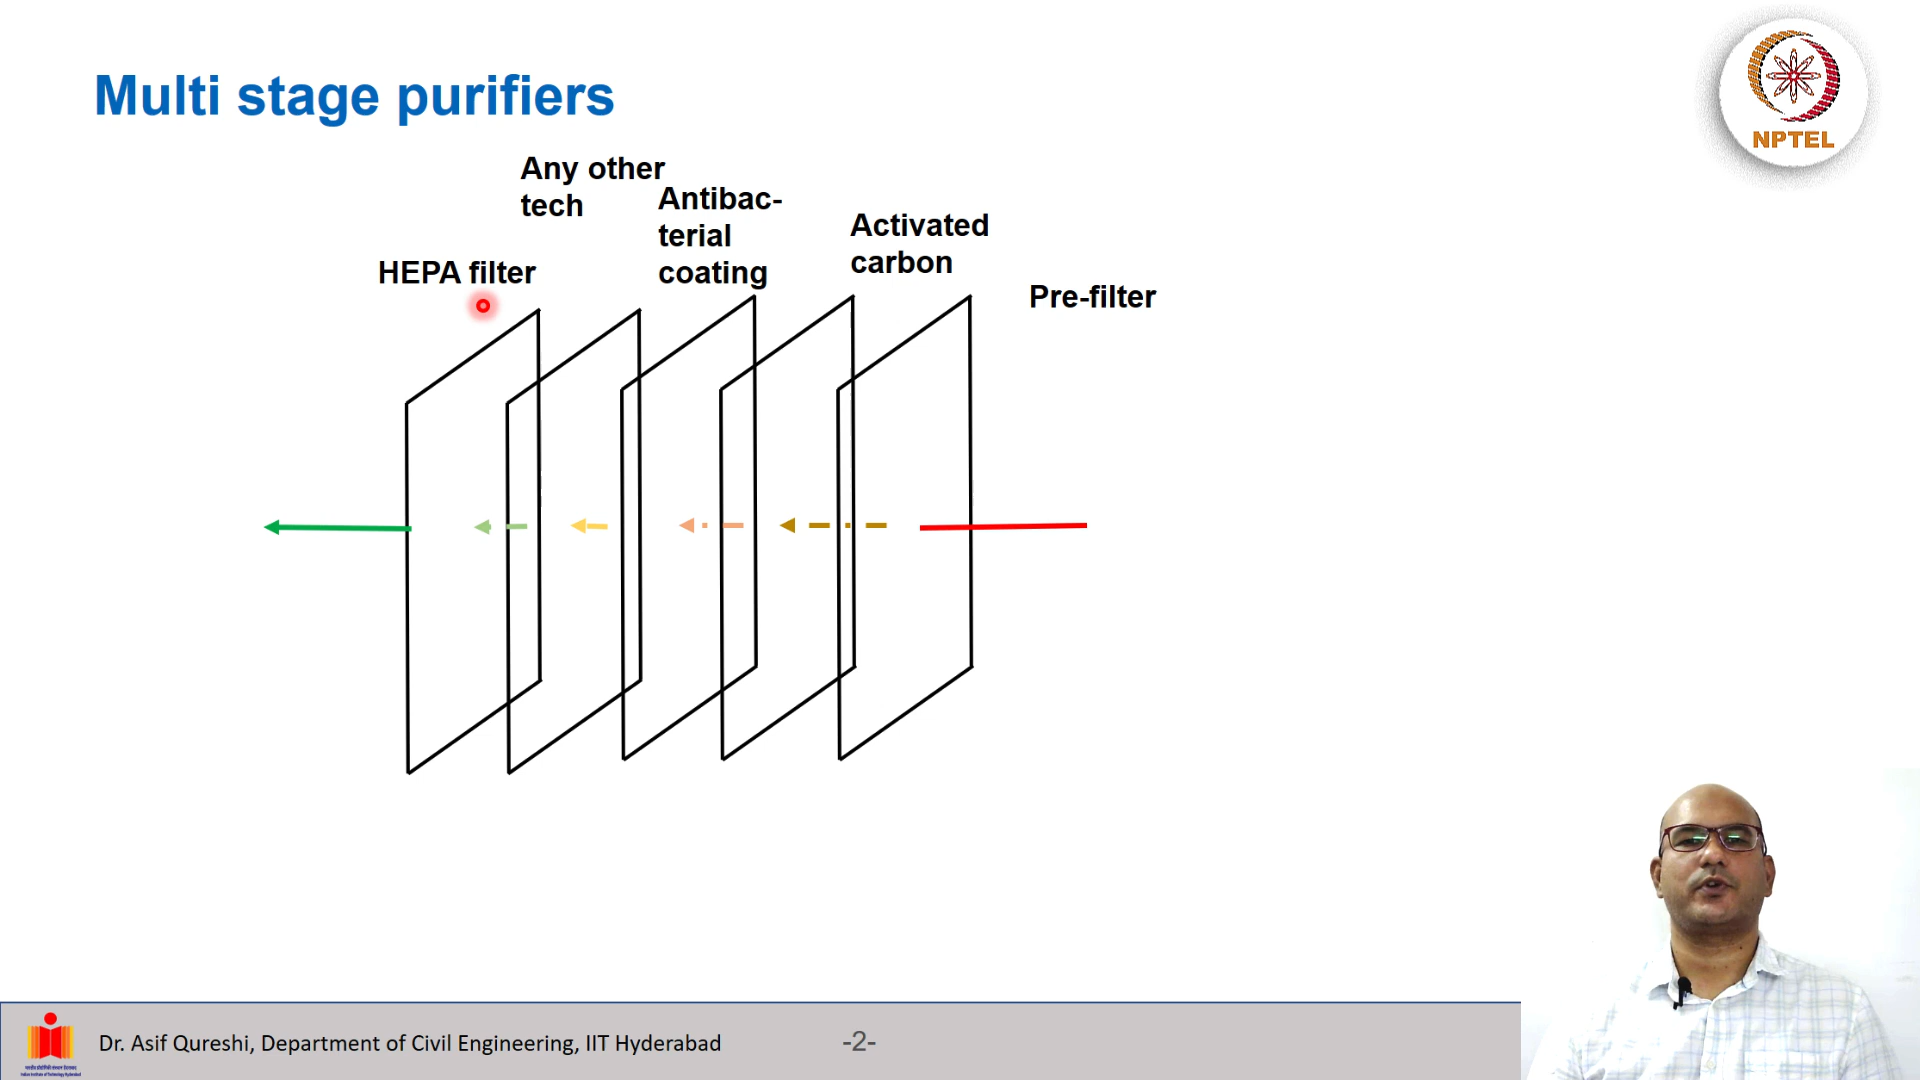 Multi stage purifiers
NPTEL
Any other
tech
Antibac-
terial
coating
Activated
carbon
HEPA filter
Pre-filter
Dr. Asif Qureshi, Department of Civil Engineering, IIT Hyderabad
-2-